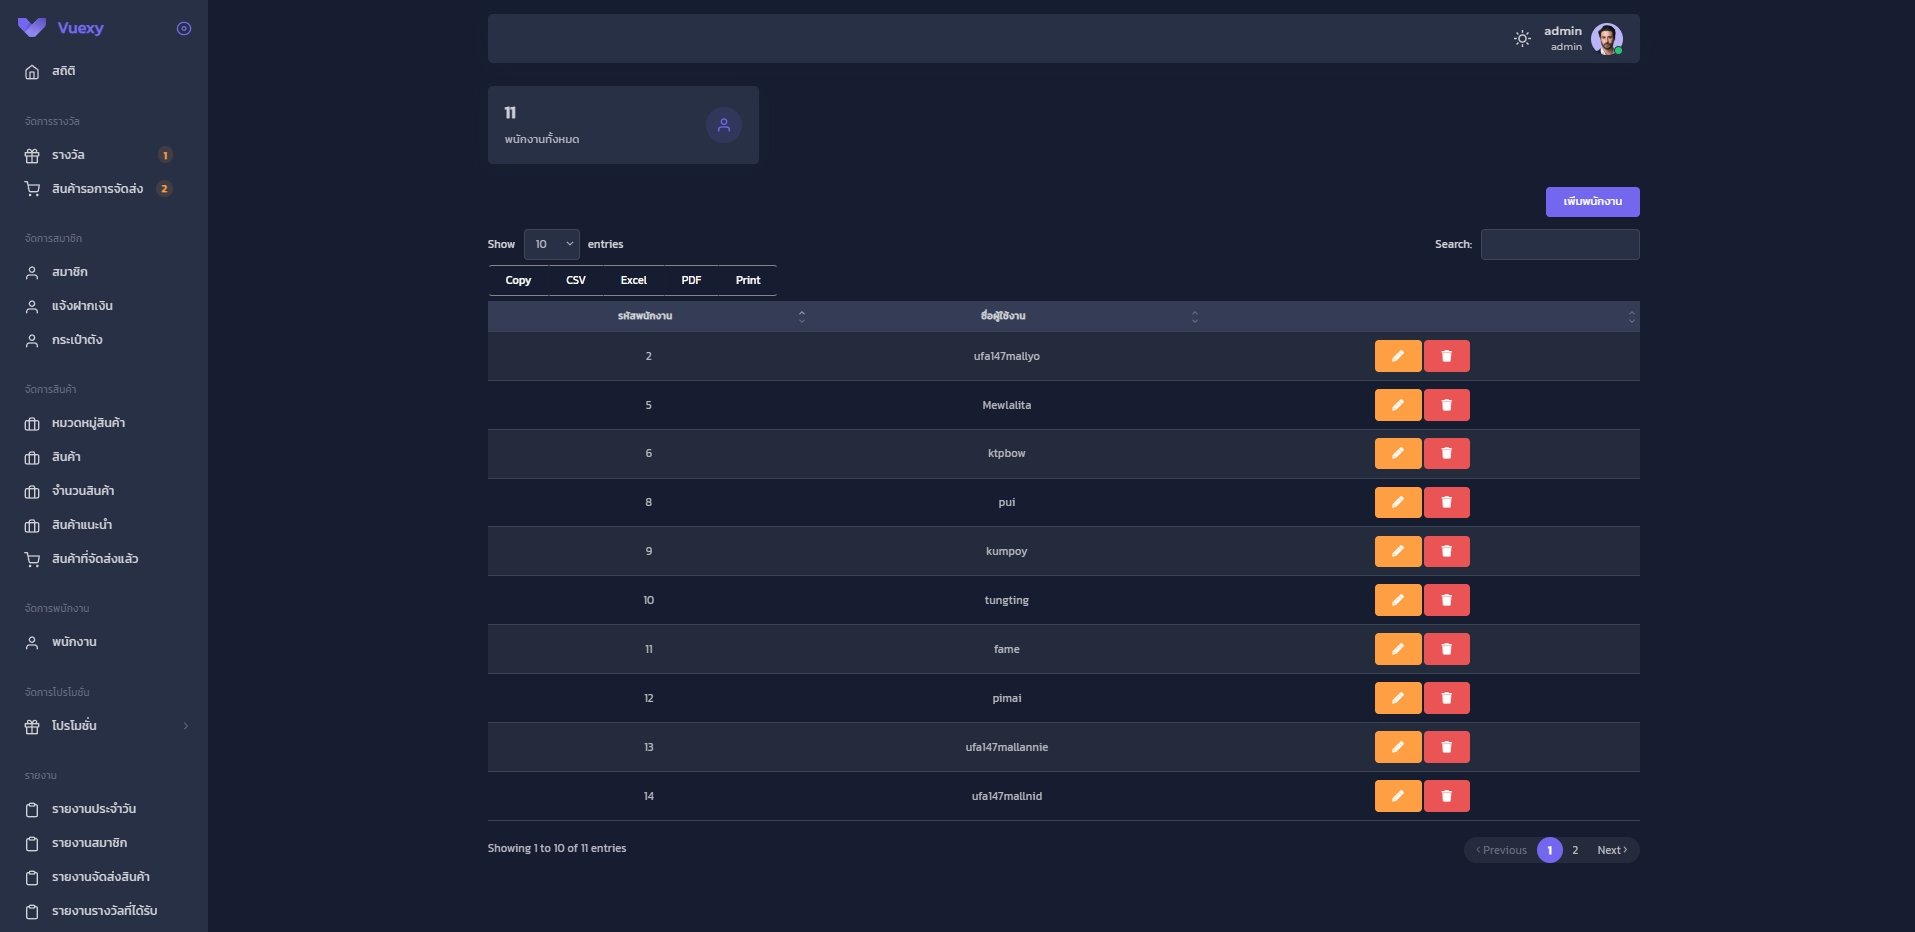 Vuexy
สถิติ
จัดการรางวัล
รางวัล 1
สินค้ารอการจัดส่ง 2
จัดการสมาชิก
สมาชิก
แจ้งฝากเงิน
กระเป๋าตัง
จัดการสินค้า
หมวดหมู่สินค้า
สินค้า
จำนวนสินค้า
สินค้าแนะนำ
สินค้าที่จัดส่งแล้ว
จัดการพนักงาน
พนักงาน
จัดการโปรโมชั่น
โปรโมชั่น
รายงาน
รายงานประจำวัน
รายงานสมาชิก
รายงานจัดส่งสินค้า
รายงานรางวัลที่ได้รับ
admin
admin
11
พนักงานทั้งหมด
เพิ่มพนักงาน
Show 10 entries
Search:
Copy CSV Excel PDF Print
รหัสพนักงาน ชื่อผู้ใช้งาน
2 ufa147mallyo
5 Mewlalita
6 ktpbow
8 pui
9 kumpoy
10 tungting
11 fame
12 pimai
13 ufa147mallannie
14 ufa147mallnid
Showing 1 to 10 of 11 entries
Previous 1 2 Next